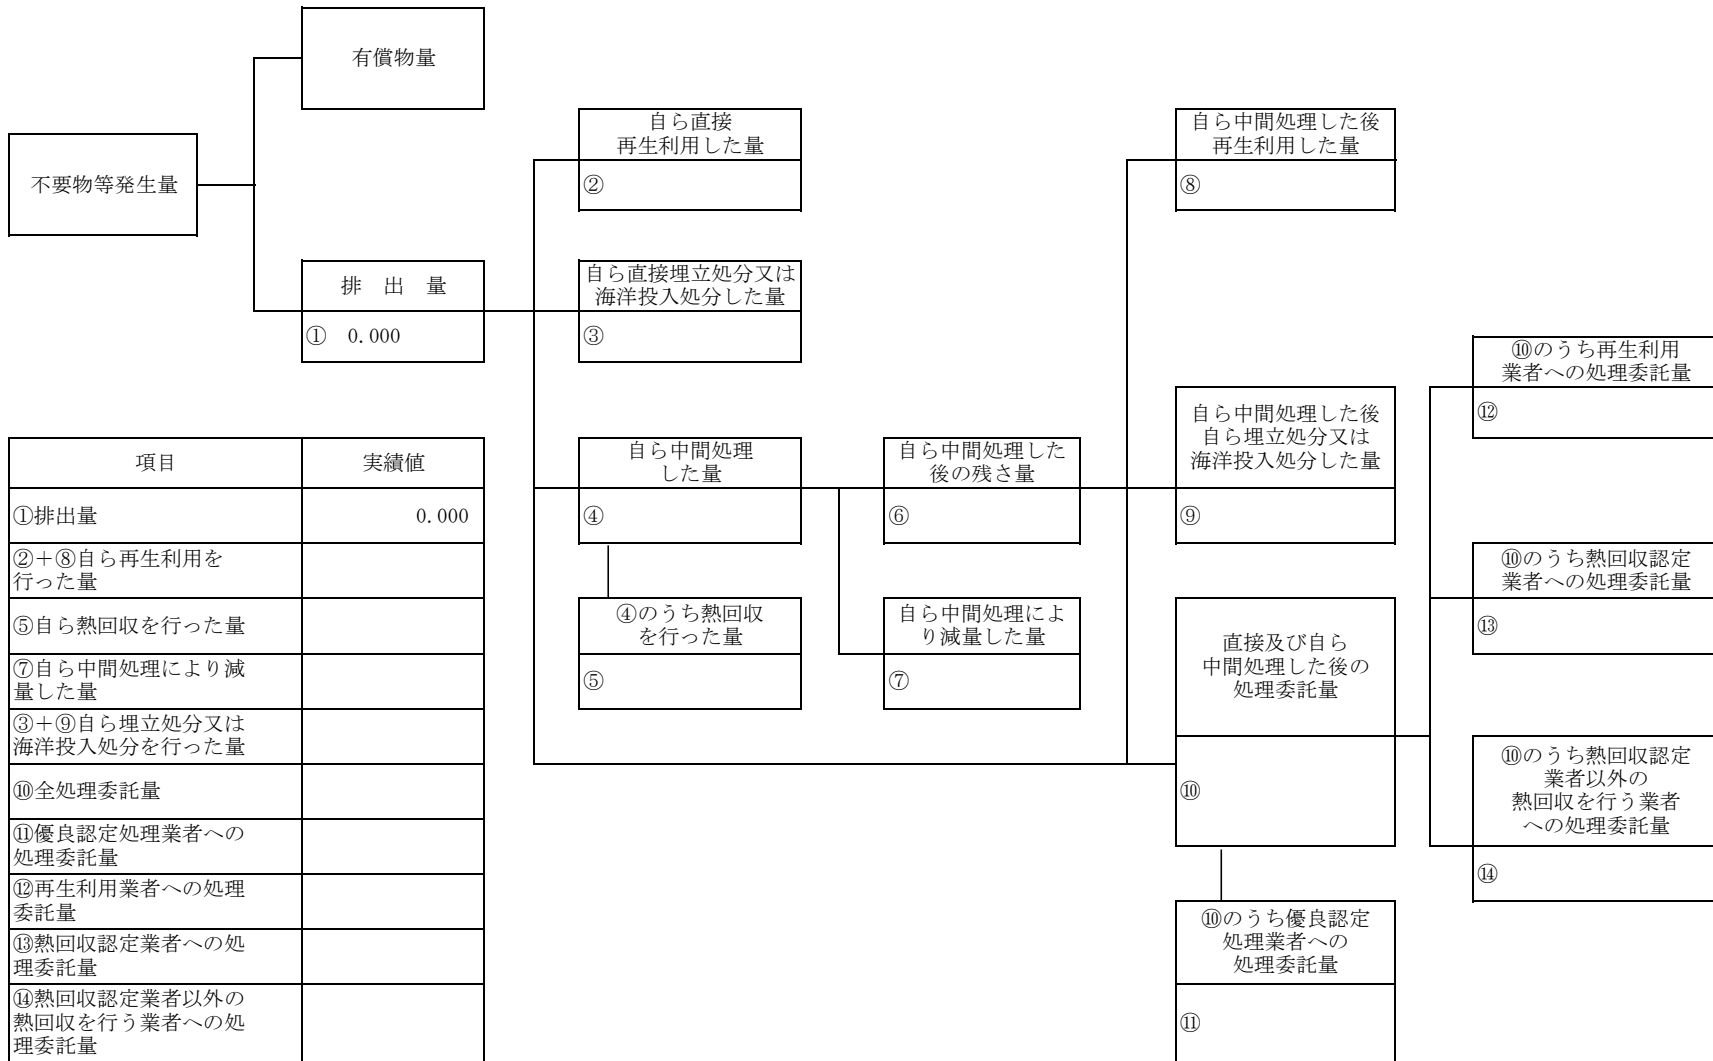 有償物量
不要物等発生量
排 出 量
① 0.000
自ら直接
再生利用した量
②
自ら直接埋立処分又は
海洋投入処分した量
③
自ら中間処理
した量
④
④のうち熱回収
を行った量
⑤
自ら中間処理した
後の残さ量
⑥
自ら中間処理によ
り減量した量
⑦
自ら中間処理した後
再生利用した量
⑧
自ら中間処理した後
自ら埋立処分又は
海洋投入処分した量
⑨
直接及び自ら
中間処理した後の
処理委託量
⑩
⑩のうち優良認定
処理業者への
処理委託量
⑪
⑩のうち再生利用
業者への処理委託量
⑫
⑩のうち熱回収認定
業者への処理委託量
⑬
⑩のうち熱回収認定
業者以外の
熱回収を行う業者
への処理委託量
⑭
項目 実績値
①排出量 0.000
②＋⑧自ら再生利用を
行った量
⑤自ら熱回収を行った量
⑦自ら中間処理により減
量した量
③＋⑨自ら埋立処分又は
海洋投入処分を行った量
⑩全処理委託量
⑪優良認定処理業者への
処理委託量
⑫再生利用業者への処理
委託量
⑬熱回収認定業者への処
理委託量
⑭熱回収認定業者以外の
熱回収を行う業者への処
理委託量